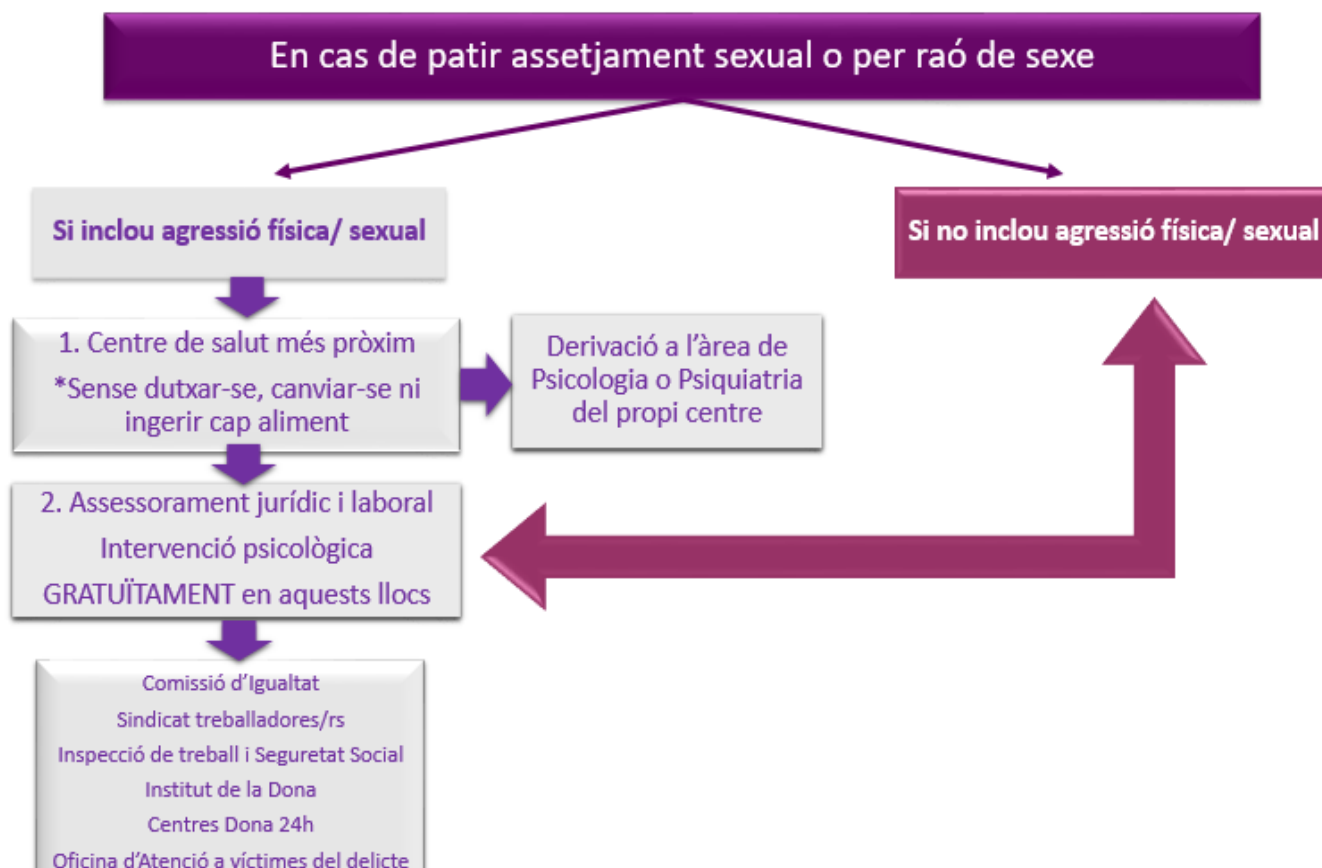 En cas de patir assetjament sexual o per raó de sexe
Si inclou agressió física/ sexual
Si no inclou agressió física/ sexual
1. Centre de salut més pròxim
*Sense dutxar-se, canviar-se ni
ingerir cap aliment
Derivació a l’àrea de
Psicologia o Psiquiatria
del propi centre
2. Assessorament jurídic i laboral
Intervenció psicològica
GRATUÏTAMENT en aquests llocs
Comissió d’Igualtat
Sindicat treballadores/rs
Inspecció de treball i Seguretat Social
Institut de la Dona
Centres Dona 24h
Oficina d’Atenció a víctimes del delicte